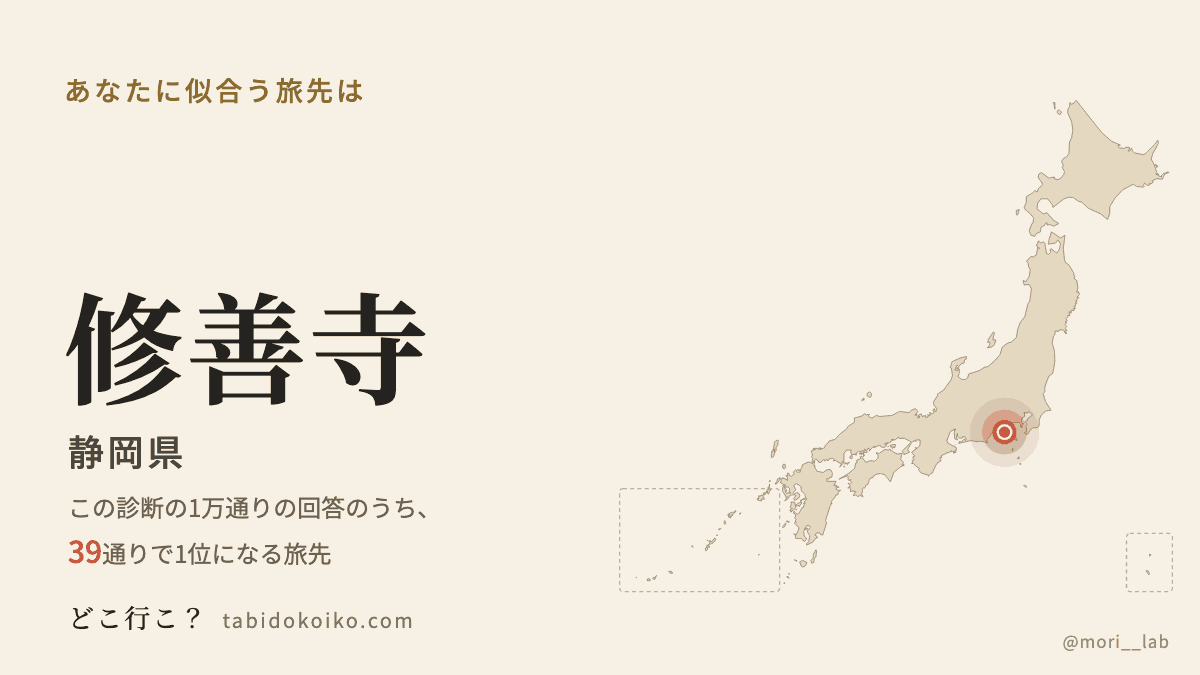 あなたに似合う旅先は
修善寺
静岡県
この診断の1万通りの回答のうち、
39通りで1位になる旅先
どこ行こ？ tabidokoiko.com
@mori__lab